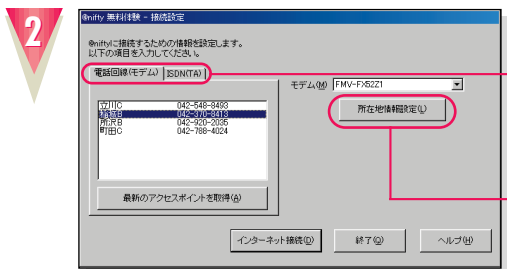 2
@nifty 無料体験 - 接続設定
@niftyに接続するための情報を設定します。
以下の項目を入力してください。
電話回線(モデム) ISDN(TA)
モデム(M) FMV-FX52Z1
所在地情報設定(L)
立川C 042-548-8493
稲城B 042-370-8413
所沢B 042-920-2035
町田C 042-788-4024
最新のアクセスポイントを取得(A)
インターネット接続(D) 終了(Q) ヘルプ(H)